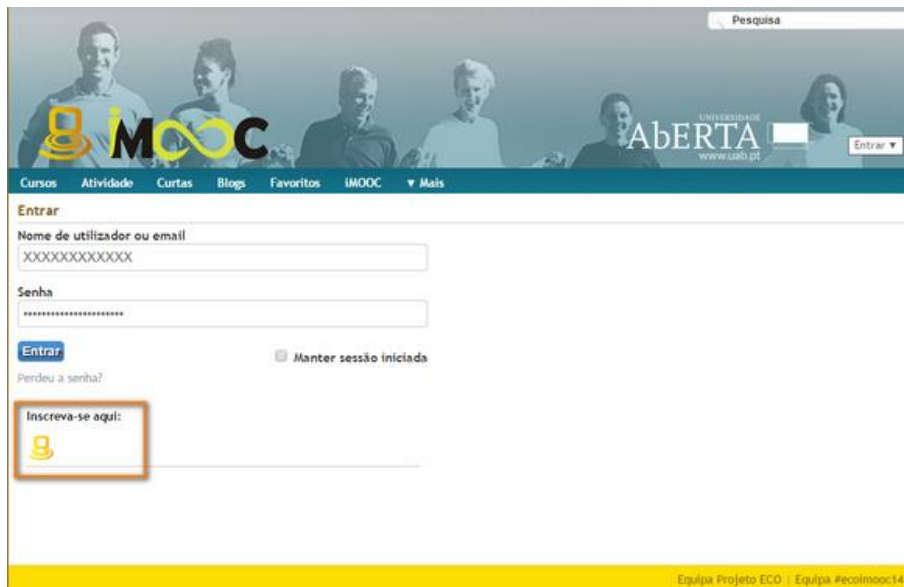 Pesquisa
iMOOC
UNIVERSIDADE
AbERTA
www.uab.pt
Entrar ▼
Cursos Atividade Curtas Blogs Favoritos iMOOC ▼ Mais
Entrar
Nome de utilizador ou email
XXXXXXXXXXXX
Senha
Entrar
Manter sessão iniciada
Perdeu a senha?
Inscreva-se aqui:
Equipa Projeto ECO | Equipa #ecoimooc14